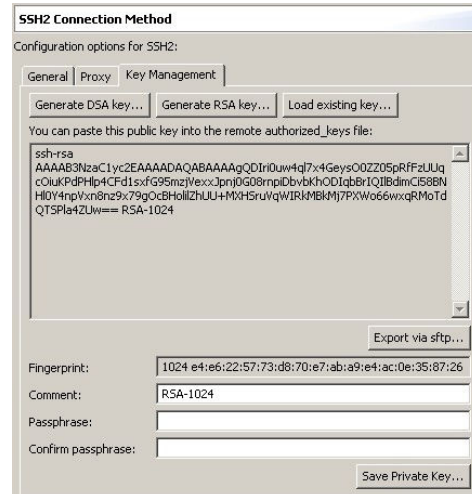 SSH2 Connection Method
Configuration options for SSH2:
General Proxy Key Management
Generate DSA key... Generate RSA key... Load existing key...
You can paste this public key into the remote authorized_keys file:
ssh-rsa
AAAAB3NzaC1yc2EAAAADAQABAAAAgQDIri0uw4ql7x4GeysO0ZZ05pRfFzUUq
cOiuKPdPHlp4CFd1sxfG95mzjVexxJpnj0G08rnpiDbvbKhODIqbBrIQIlBdimCi58BN
Hl0Y4npVxn8nz9x79gOcBHolilZhUU+MXHSruVqWIRkMBkMj7PXWo66wxqRMoTd
QTSPla4ZUw== RSA-1024
Export via sftp...
Fingerprint: 1024 e4:e6:22:57:73:d8:70:e7:ab:a9:e4:ac:0e:35:87:26
Comment: RSA-1024
Passphrase:
Confirm passphrase:
Save Private Key...